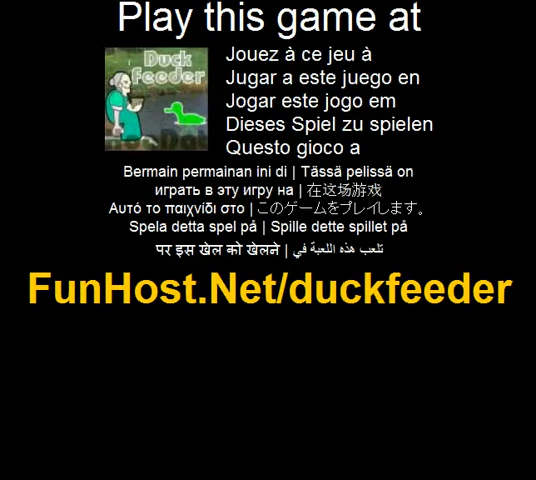 Play this game at
Duck
Feeder
Jouez à ce jeu à
Jugar a este juego en
Jogar este jogo em
Dieses Spiel zu spielen
Questo gioco a
Bermain permainan ini di | Tässä pelissä on
играть в эту игру на | 在这场游戏
Αυτό το παιχνίδι στο | このゲームをプレイします。
Spela detta spel på | Spille dette spillet på
पर इस खेल को खेलने | تلعب هذه اللعبة في
FunHost.Net/duckfeeder